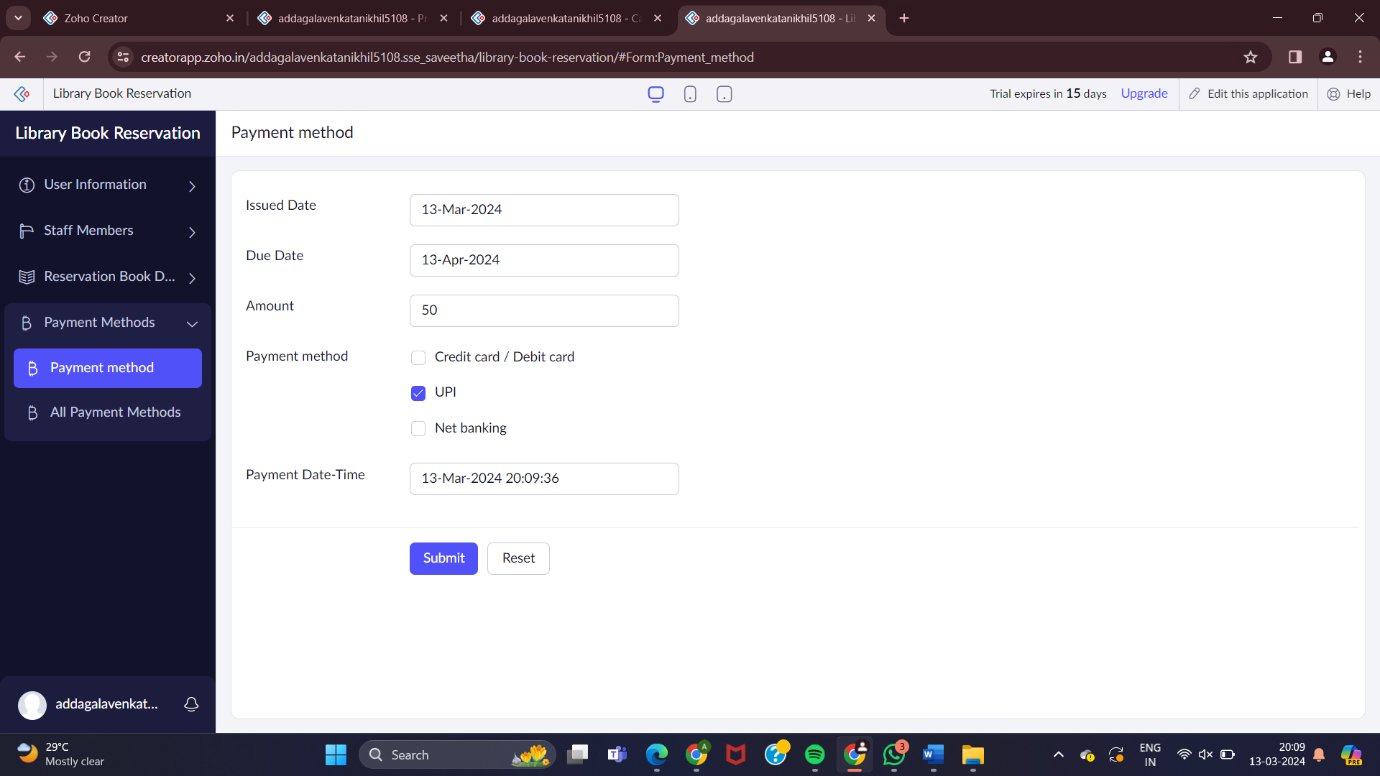 Zoho Creator
addagalavenkatanikhil5108 - Pr
addagalavenkatanikhil5108 - Ca
addagalavenkatanikhil5108 - Li
creatorapp.zoho.in/addagalavenkatanikhil5108.sse_saveetha/library-book-reservation/#Form:Payment_method
Library Book Reservation
Trial expires in 15 days
Upgrade
Edit this application
Help
Library Book Reservation
User Information
Staff Members
Reservation Book D...
Payment Methods
Payment method
All Payment Methods
addagalavenkat...
Payment method
Issued Date
13-Mar-2024
Due Date
13-Apr-2024
Amount
50
Payment method
Credit card / Debit card
UPI
Net banking
Payment Date-Time
13-Mar-2024 20:09:36
Submit
Reset
29°C
Mostly clear
Search
A
3
ENG
IN
20:09
13-03-2024
PRE